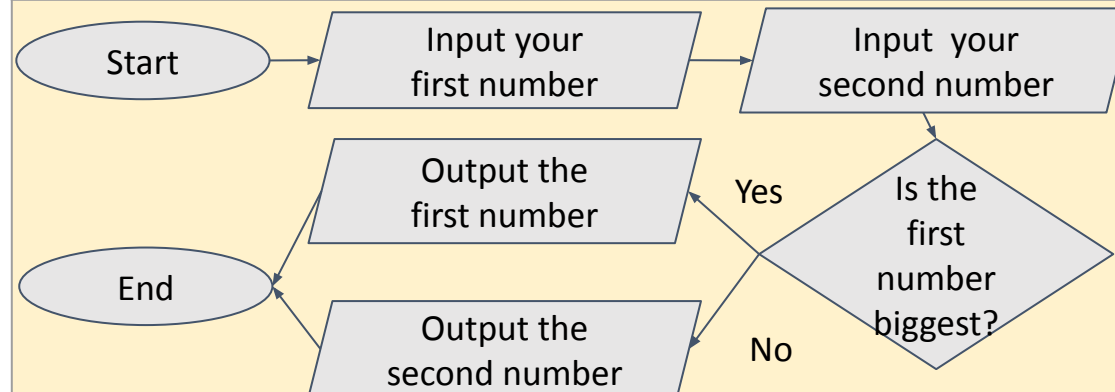 Start
Input your
first number
Input your
second number
Is the
first
number
biggest?
Yes
Output the
first number
No
Output the
second number
End